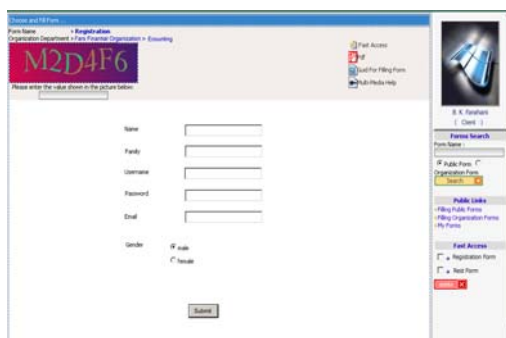 Choose and Fill Form ...
Form Name > Registration
Organization Department > Fars Financial Organization > Enounting
M2D4F6
Please enter the value shown in the picture below.
Fast Access
Pdf
Guid For Filling Form
Multi-Media Help
Name
Family
Username
Password
Email
Gender
male
female
Submit
B. K. Farahani
( Client )
Forms Search
Form Name :
Public Form
Organization Form
Search
Public Links
Filling Public Forms
Filling Organization Forms
My Forms
Fast Access
Registration Form
Rest Form